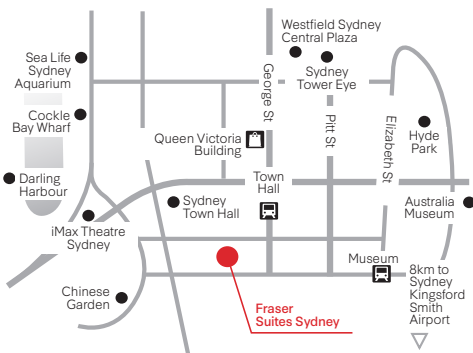 Westfield Sydney
Central Plaza
Sea Life
Sydney
Aquarium
Sydney
Tower Eye
George St
Pitt St
Elizabeth St
Cockle
Bay Wharf
Queen Victoria
Building
Hyde
Park
Darling
Harbour
Town
Hall
Sydney
Town Hall
Australia
Museum
iMax Theatre
Sydney
Museum
8km to
Sydney
Kingsford
Smith
Airport
Chinese
Garden
Fraser
Suites Sydney